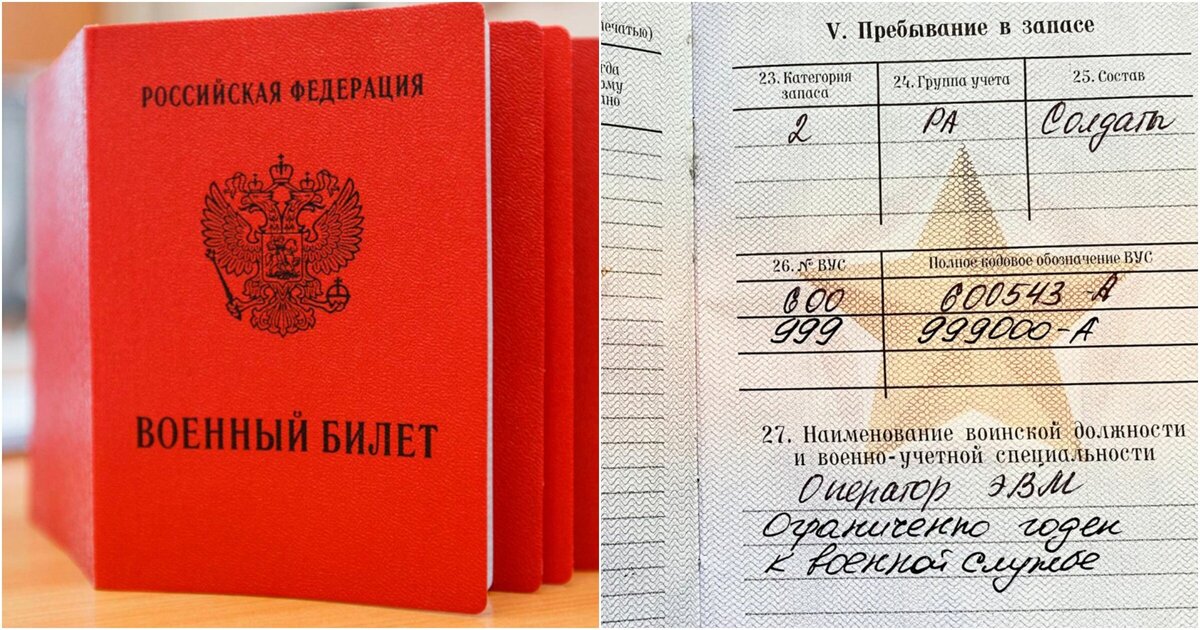 РОССИЙСКАЯ ФЕДЕРАЦИЯ
ВОЕННЫЙ БИЛЕТ
V. Пребывание в запасе
23. Категория запаса
24. Группа учета
25. Состав
2
РА
Солдаты
26. № ВУС
Полное кодовое обозначение ВУС
600
600543-А
999
999000-А
27. Наименование воинской должности
и военно-учетной специальности
Оператор ЭВМ
Ограниченно годен
к военной службе